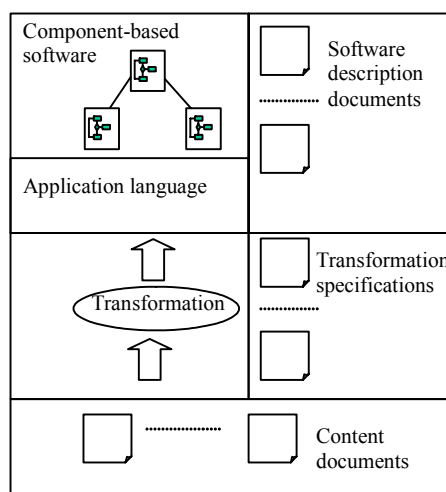 Component-based
software
Software
description
documents
Application language
Transformation
specifications
Transformation
Content
documents